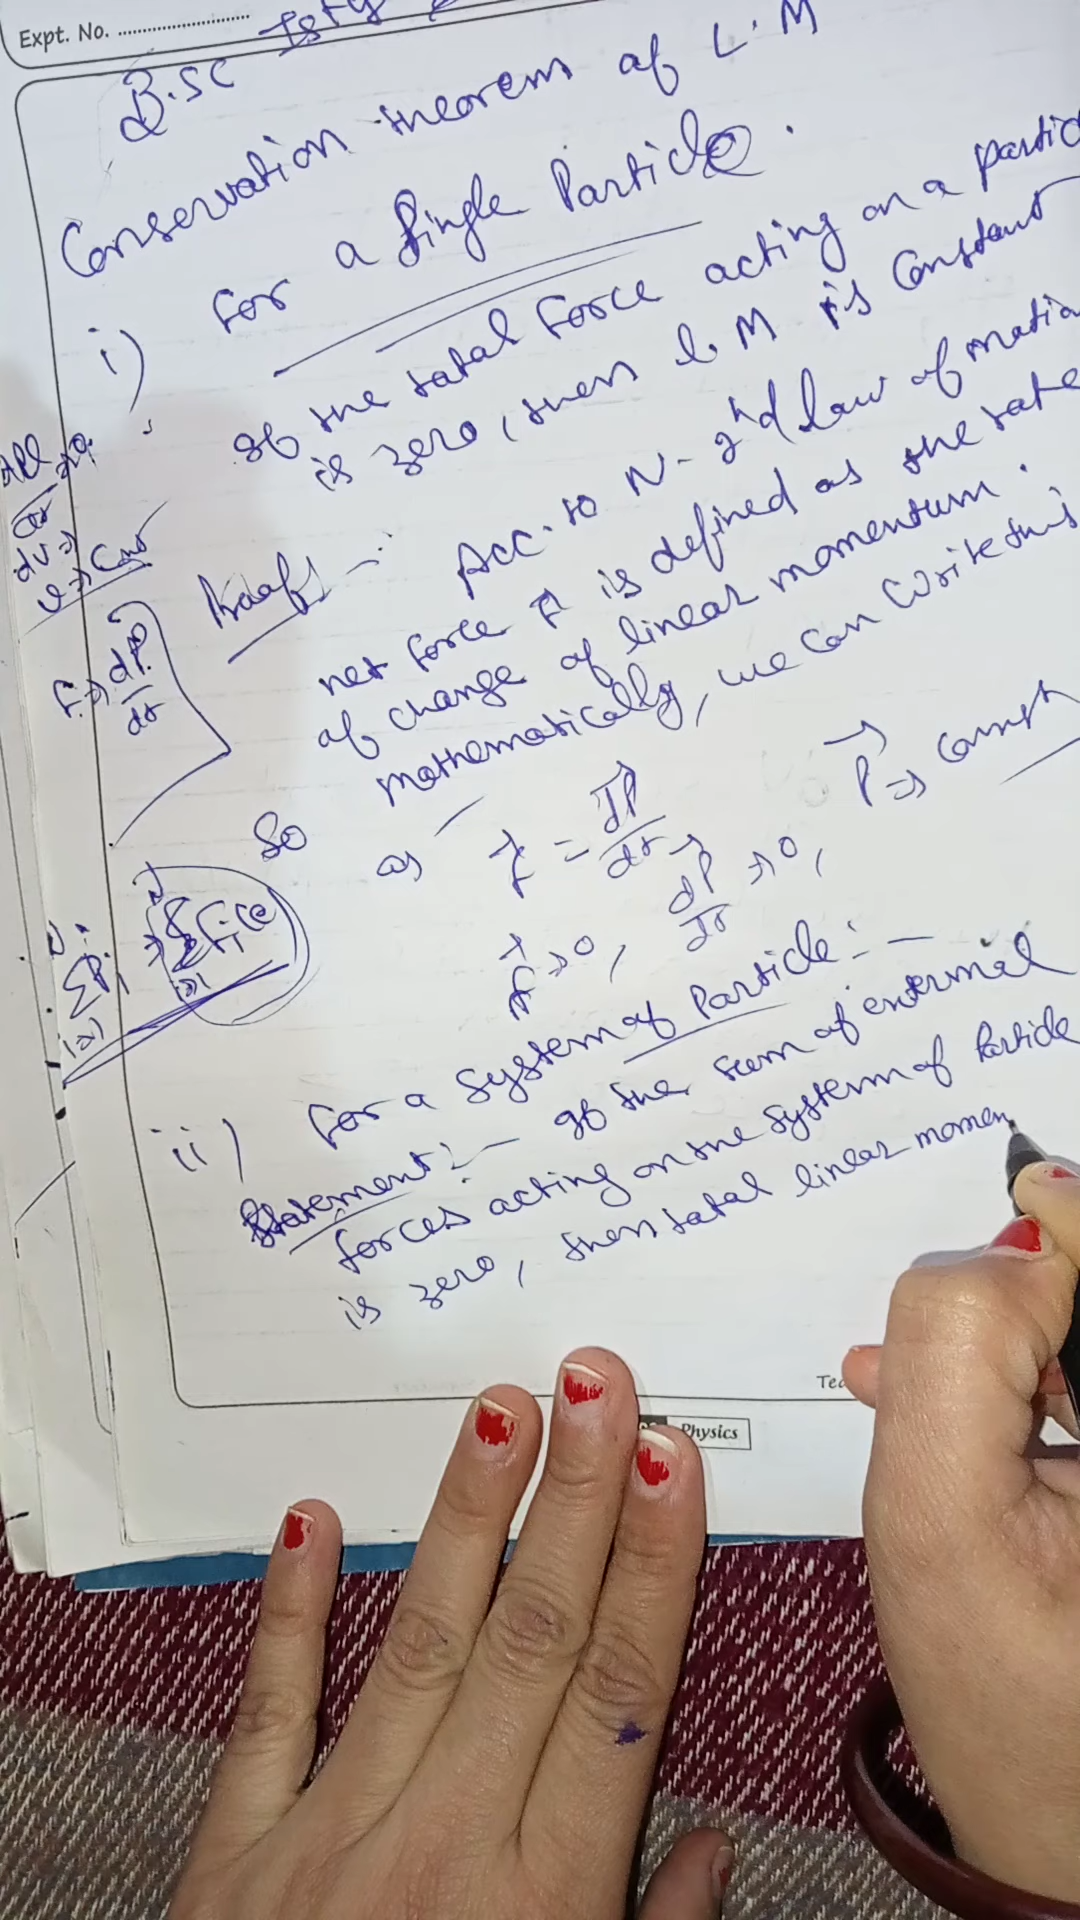 Expt. No.
B.SC Ist
Conservation theorem of L.M
i) for a Single Particle.
If the total force acting on a partic
is zero, then L.M is constant
Proof :- Acc. to N-2nd law of motion
net force F is defined as the rate
of change of linear momentum.
mathematically, we can write this
So as F = dP/dt
F => 0, dP/dt => 0, P => const
ii) For a System of Particle :-
Statement :- If the sum of external
forces acting on the system of Particle
is zero, then total linear momen
dv =>
v => Const
F => dP/dt
Physics